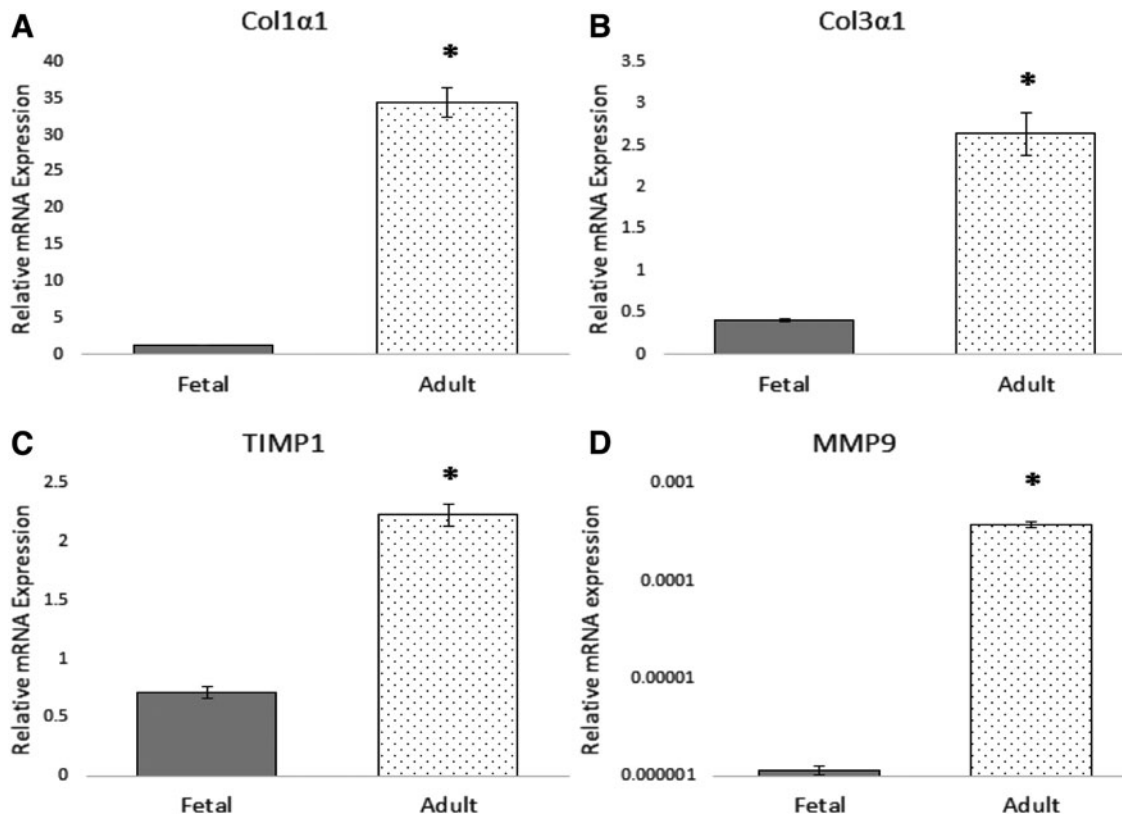 A
Col1α1
Relative mRNA Expression
40
35
30
25
20
15
10
5
0
*
Fetal
Adult
B
Col3α1
Relative mRNA Expression
3.5
3
2.5
2
1.5
1
0.5
0
*
Fetal
Adult
C
TIMP1
Relative mRNA Expression
2.5
2
1.5
1
0.5
0
*
Fetal
Adult
D
MMP9
Relative mRNA expression
0.001
0.0001
0.00001
0.000001
*
Fetal
Adult